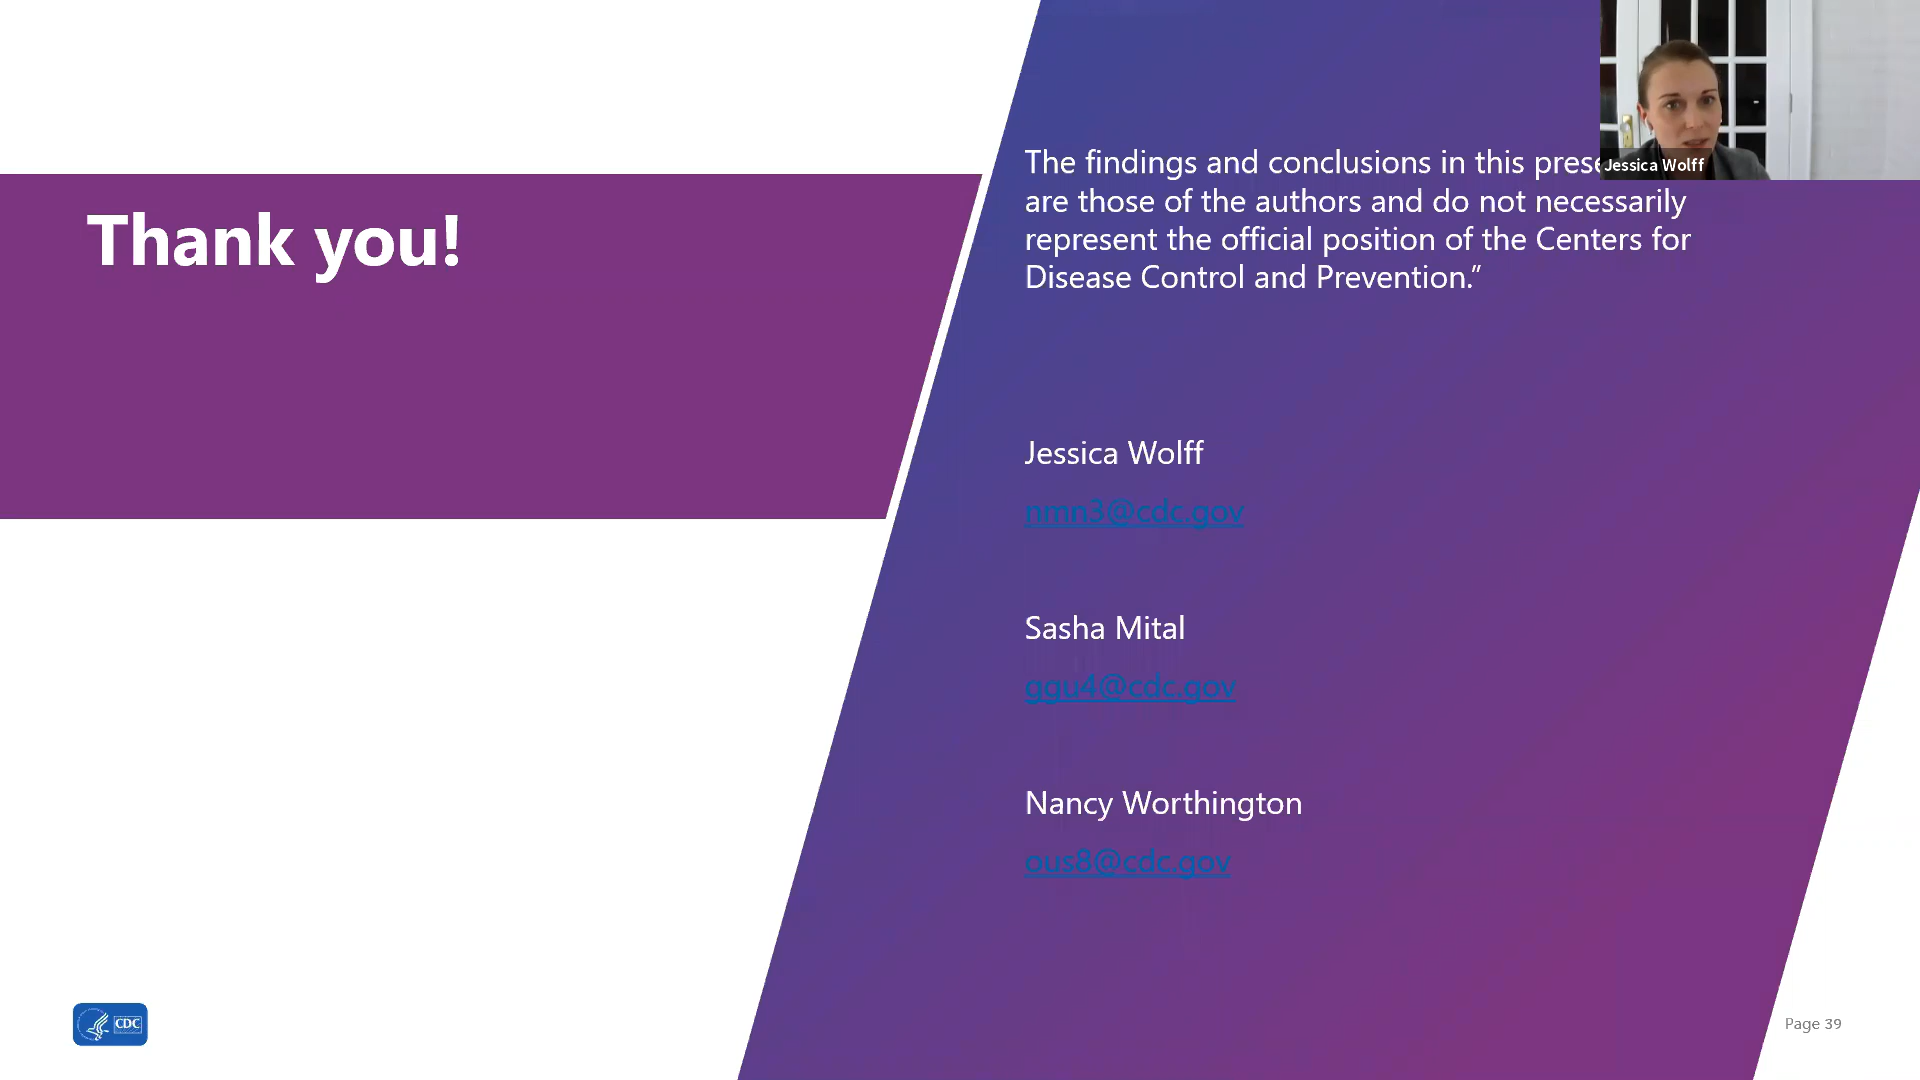 Thank you!
The findings and conclusions in this
are those of the authors and do not necessarily
represent the official position of the Centers for
Disease Control and Prevention.”
Jessica Wolff
Jessica Wolff
nmn3@cdc.gov
Sasha Mital
ggu4@cdc.gov
Nancy Worthington
ous8@cdc.gov
CDC
Page 39